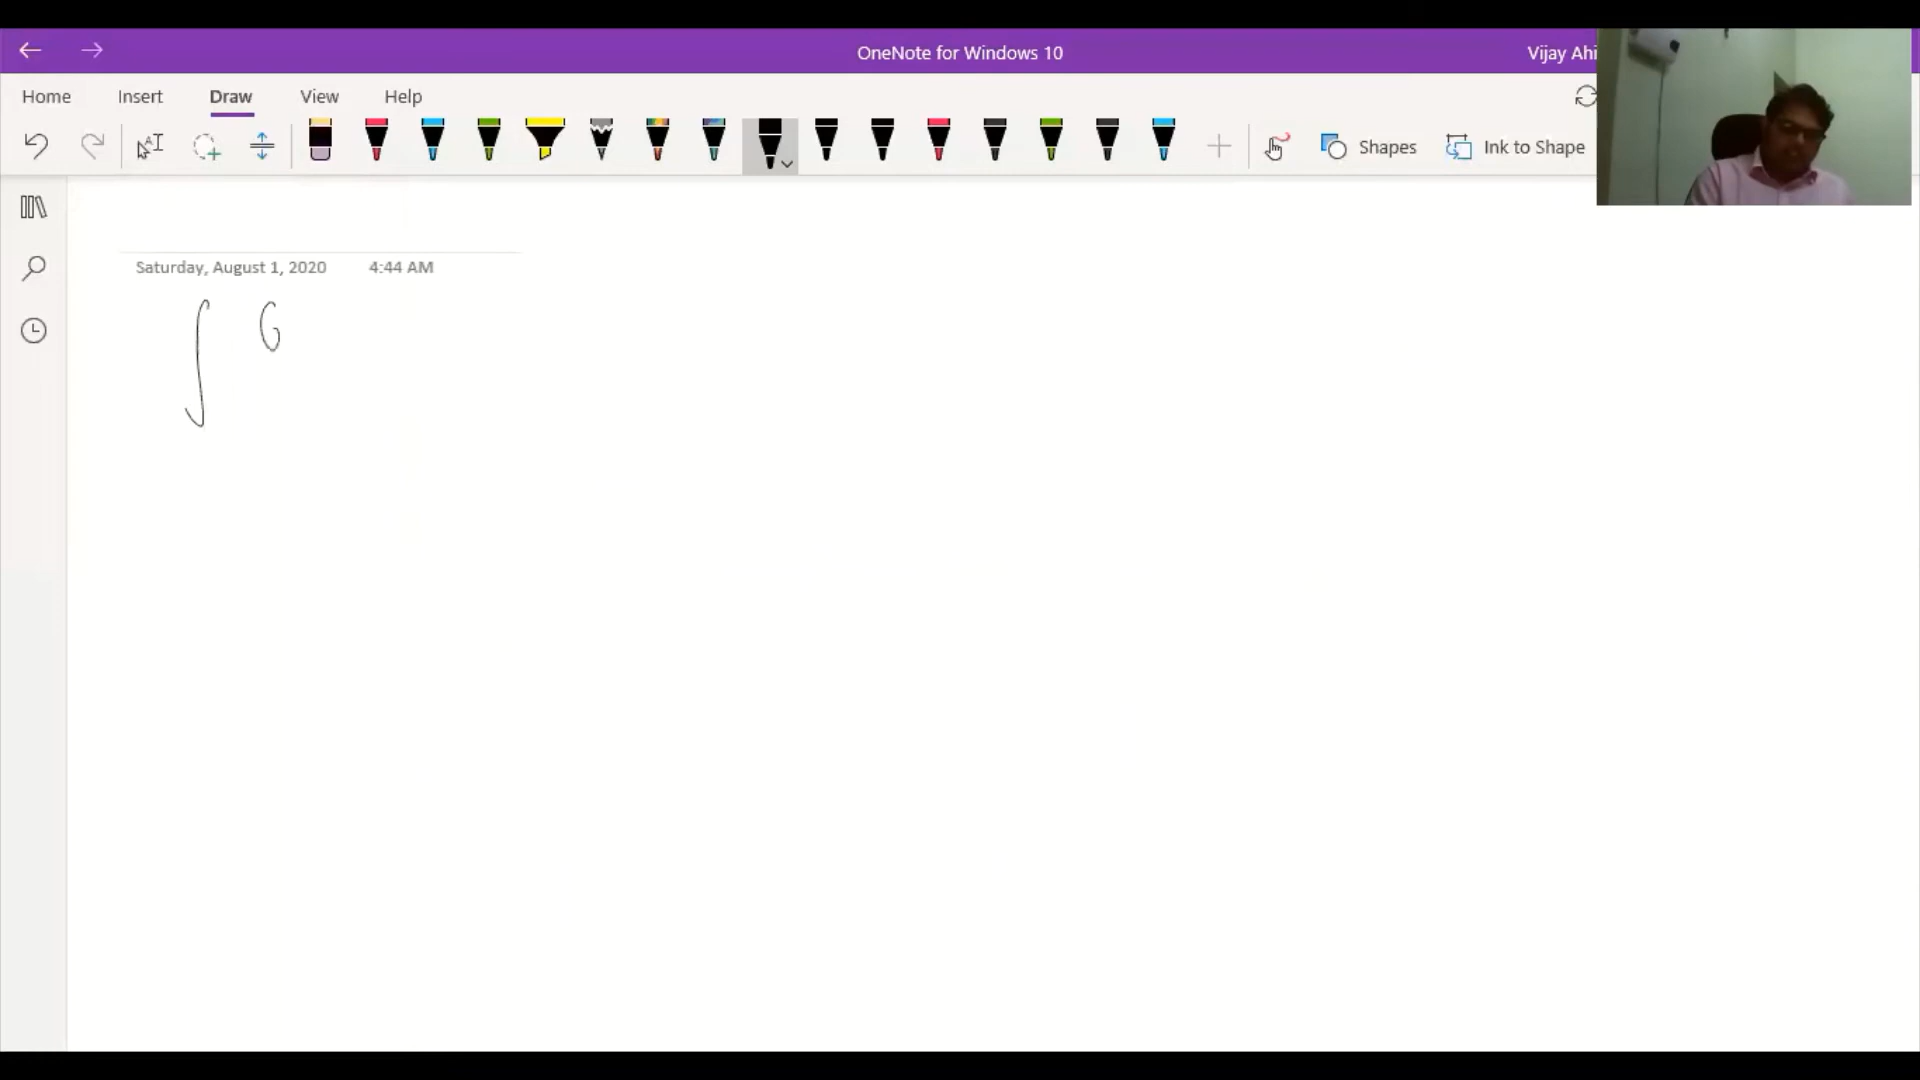 OneNote for Windows 10
Vijay Ahi
Home Insert Draw View Help
Shapes Ink to Shape
Saturday, August 1, 2020 4:44 AM
∫ 6